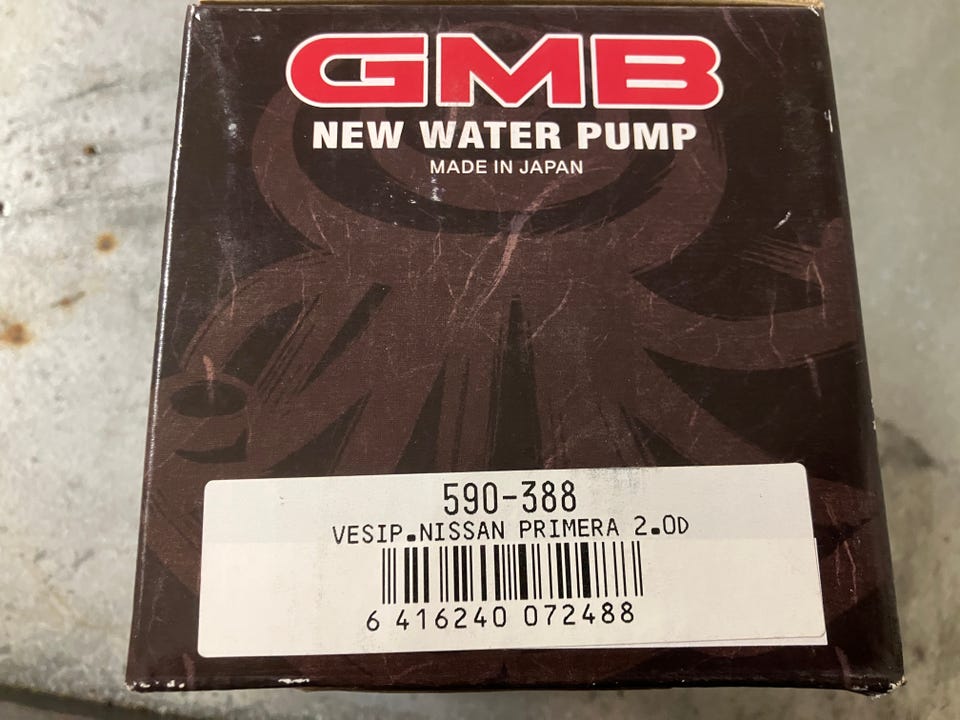 GMB
NEW WATER PUMP
MADE IN JAPAN
590-388
VESIP.NISSAN PRIMERA 2.0D
6 416240 072488